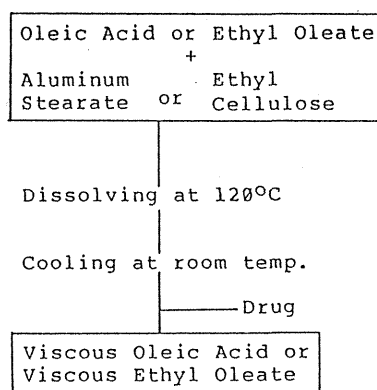 Oleic Acid or Ethyl Oleate
+
Aluminum or Ethyl
Stearate Cellulose
Dissolving at 120°C
Cooling at room temp.
Drug
Viscous Oleic Acid or
Viscous Ethyl Oleate